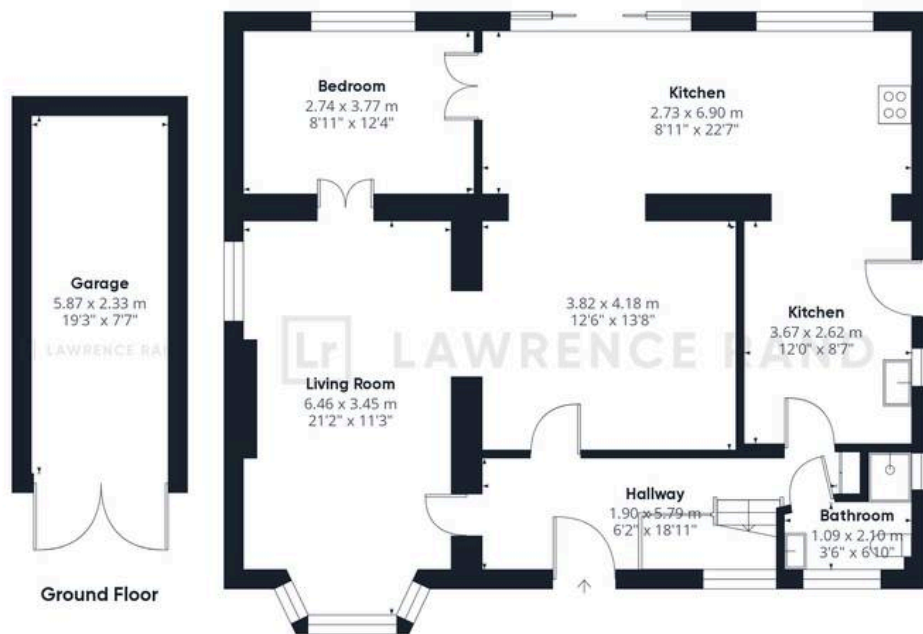 Bedroom
2.74 x 3.77 m
8'11" x 12'4"
Kitchen
2.73 x 6.90 m
8'11" x 22'7"
Garage
5.87 x 2.33 m
19'3" x 7'7"
LAWRENCE RAND
3.82 x 4.18 m
12'6" x 13'8"
Kitchen
3.67 x 2.62 m
12'0" x 8'7"
Lr LAWRENCE RAND
Living Room
6.46 x 3.45 m
21'2" x 11'3"
Hallway
1.90 x 5.79 m
6'2" x 18'11"
Bathroom
1.09 x 2.10 m
3'6" x 6'10"
Ground Floor